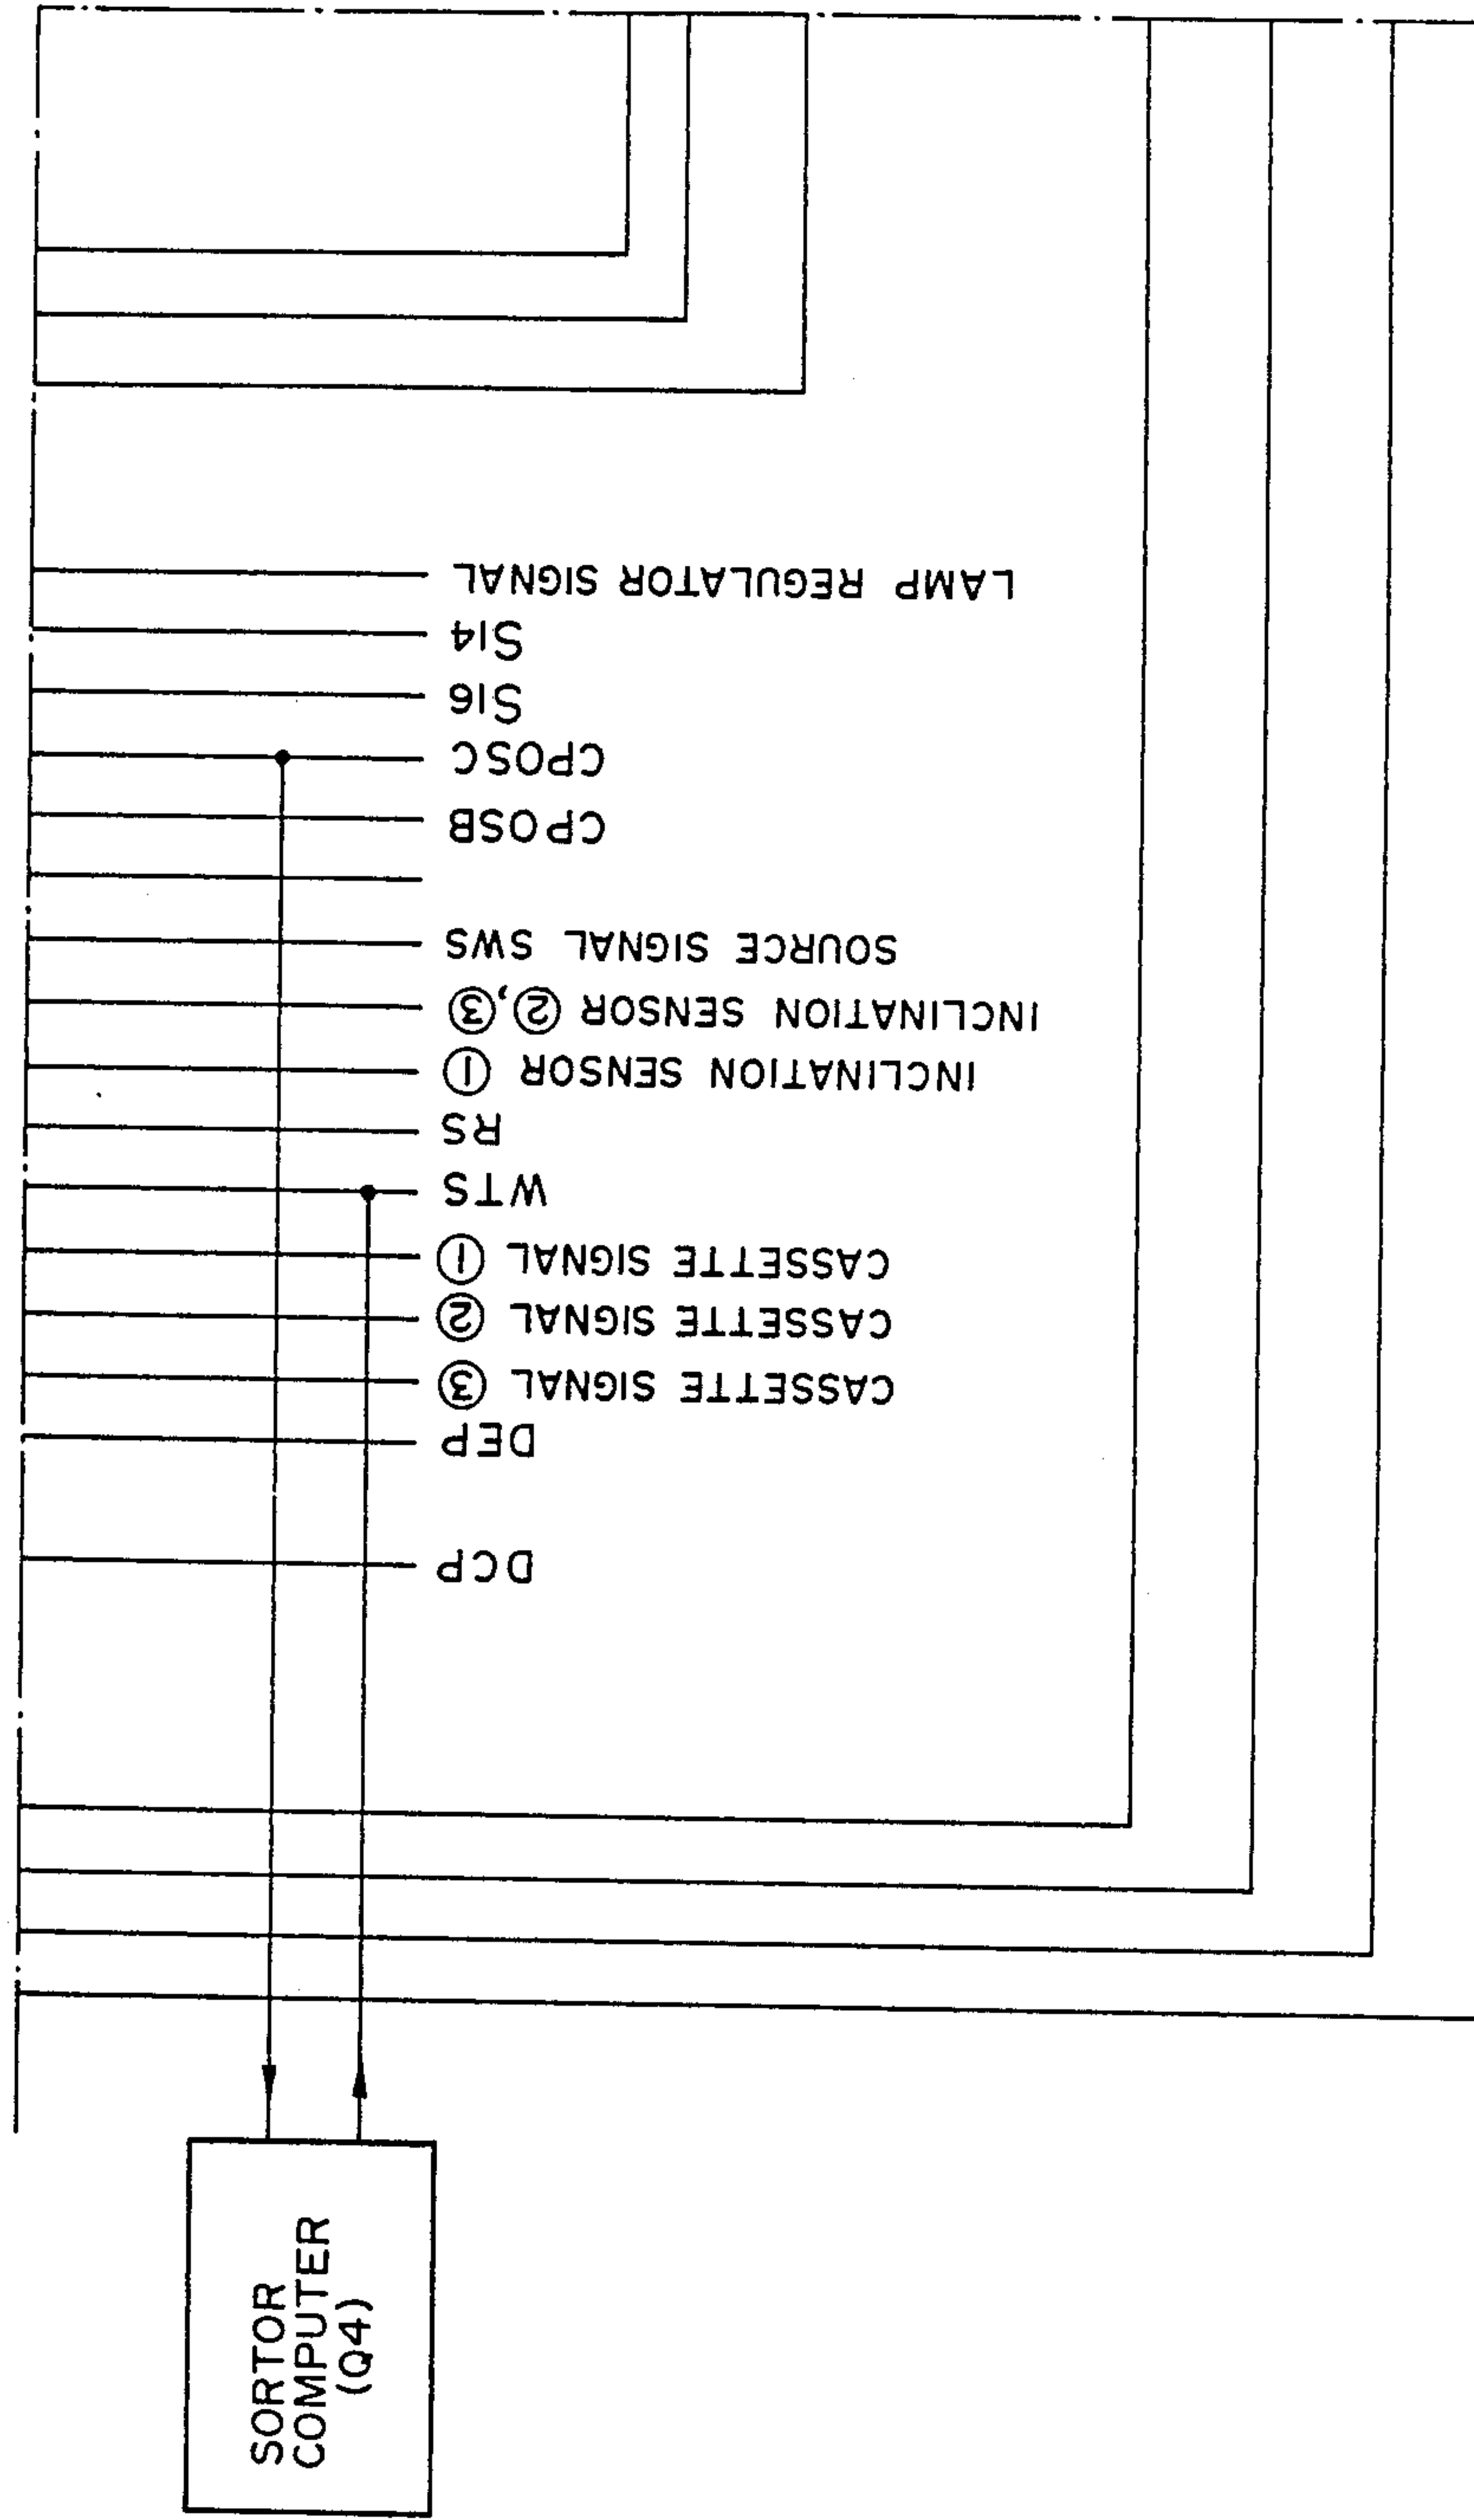 LAMP REGULATOR SIGNAL
S14
S16
CPOSC
CPOSB
SOURCE SIGNAL SWS
INCLINATION SENSOR ②,③
INCLINATION SENSOR ①
RS
WTS
CASSETTE SIGNAL ①
CASSETTE SIGNAL ②
CASSETTE SIGNAL ③
DEP
DCP
SORTOR
COMPUTER
(Q4)